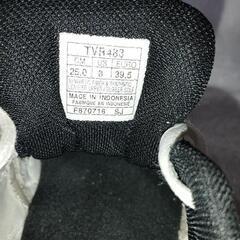 TVR483
CM US EURO
25.0 8 39.5
MADE IN INDONESIA
FABRIQUE EN INDONESIE
F870716 SJ